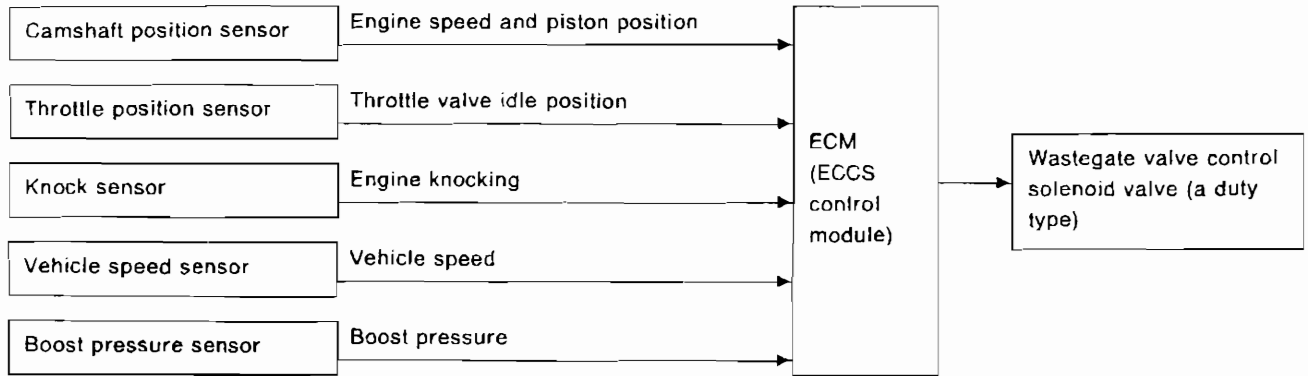 Camshaft position sensor
Engine speed and piston position
Throttle position sensor
Throttle valve idle position
Knock sensor
Engine knocking
Vehicle speed sensor
Vehicle speed
Boost pressure sensor
Boost pressure
ECM
(ECCS
control
module)
Wastegate valve control
solenoid valve (a duty
type)